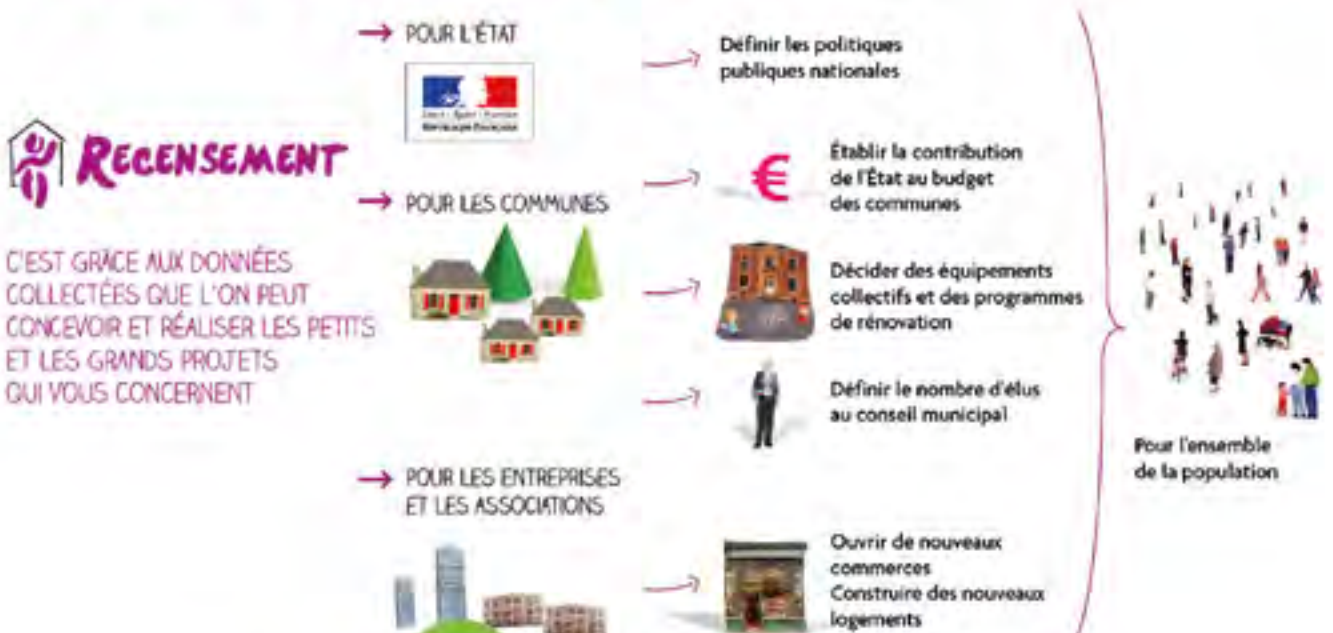 RECENSEMENT
C'EST GRÂCE AUX DONNÉES
COLLECTÉES QUE L'ON PEUT
CONCEVOIR ET RÉALISER LES PETITS
ET LES GRANDS PROJETS
QUI VOUS CONCERNENT
POUR L'ÉTAT
RÉPUBLIQUE FRANÇAISE
Définir les politiques
publiques nationales
POUR LES COMMUNES
€
Établir la contribution
de l'État au budget
des communes
Décider des équipements
collectifs et des programmes
de rénovation
Définir le nombre d'élus
au conseil municipal
POUR LES ENTREPRISES
ET LES ASSOCIATIONS
Ouvrir de nouveaux
commerces
Construire des nouveaux
logements
Pour l'ensemble
de la population